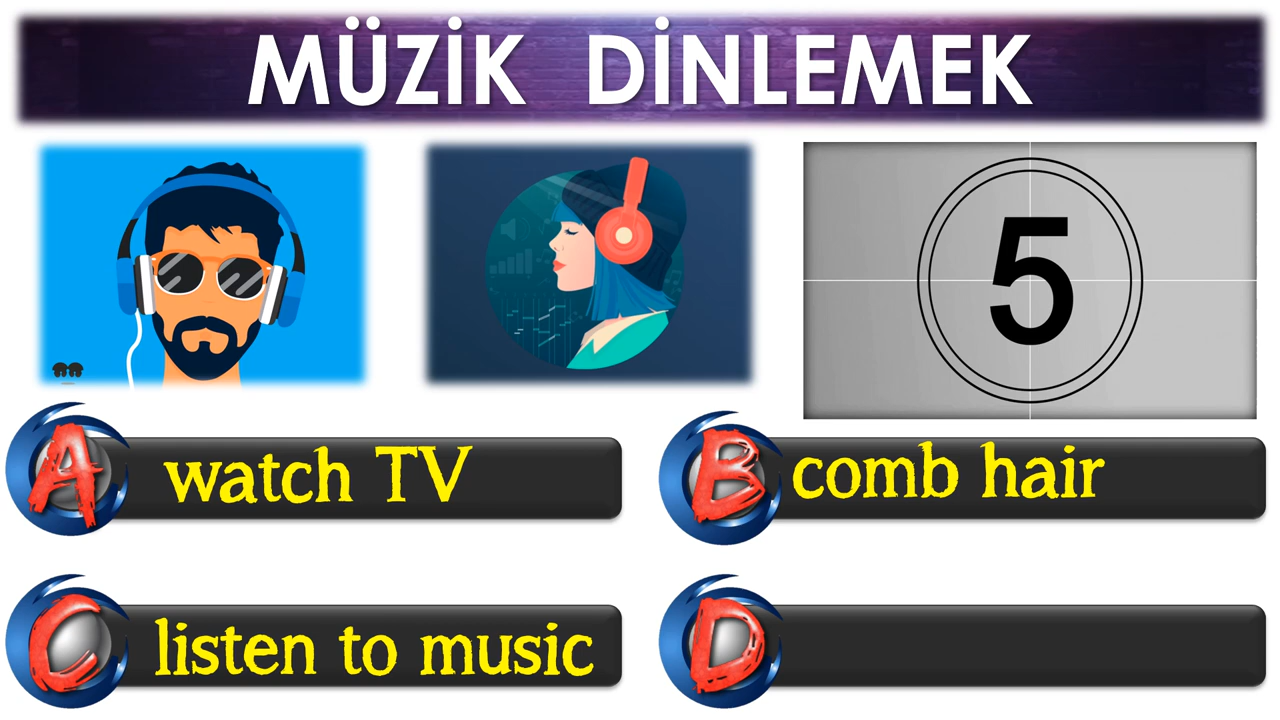 MÜZİK DİNLEMEK
5
A watch TV
B comb hair
C listen to music
D